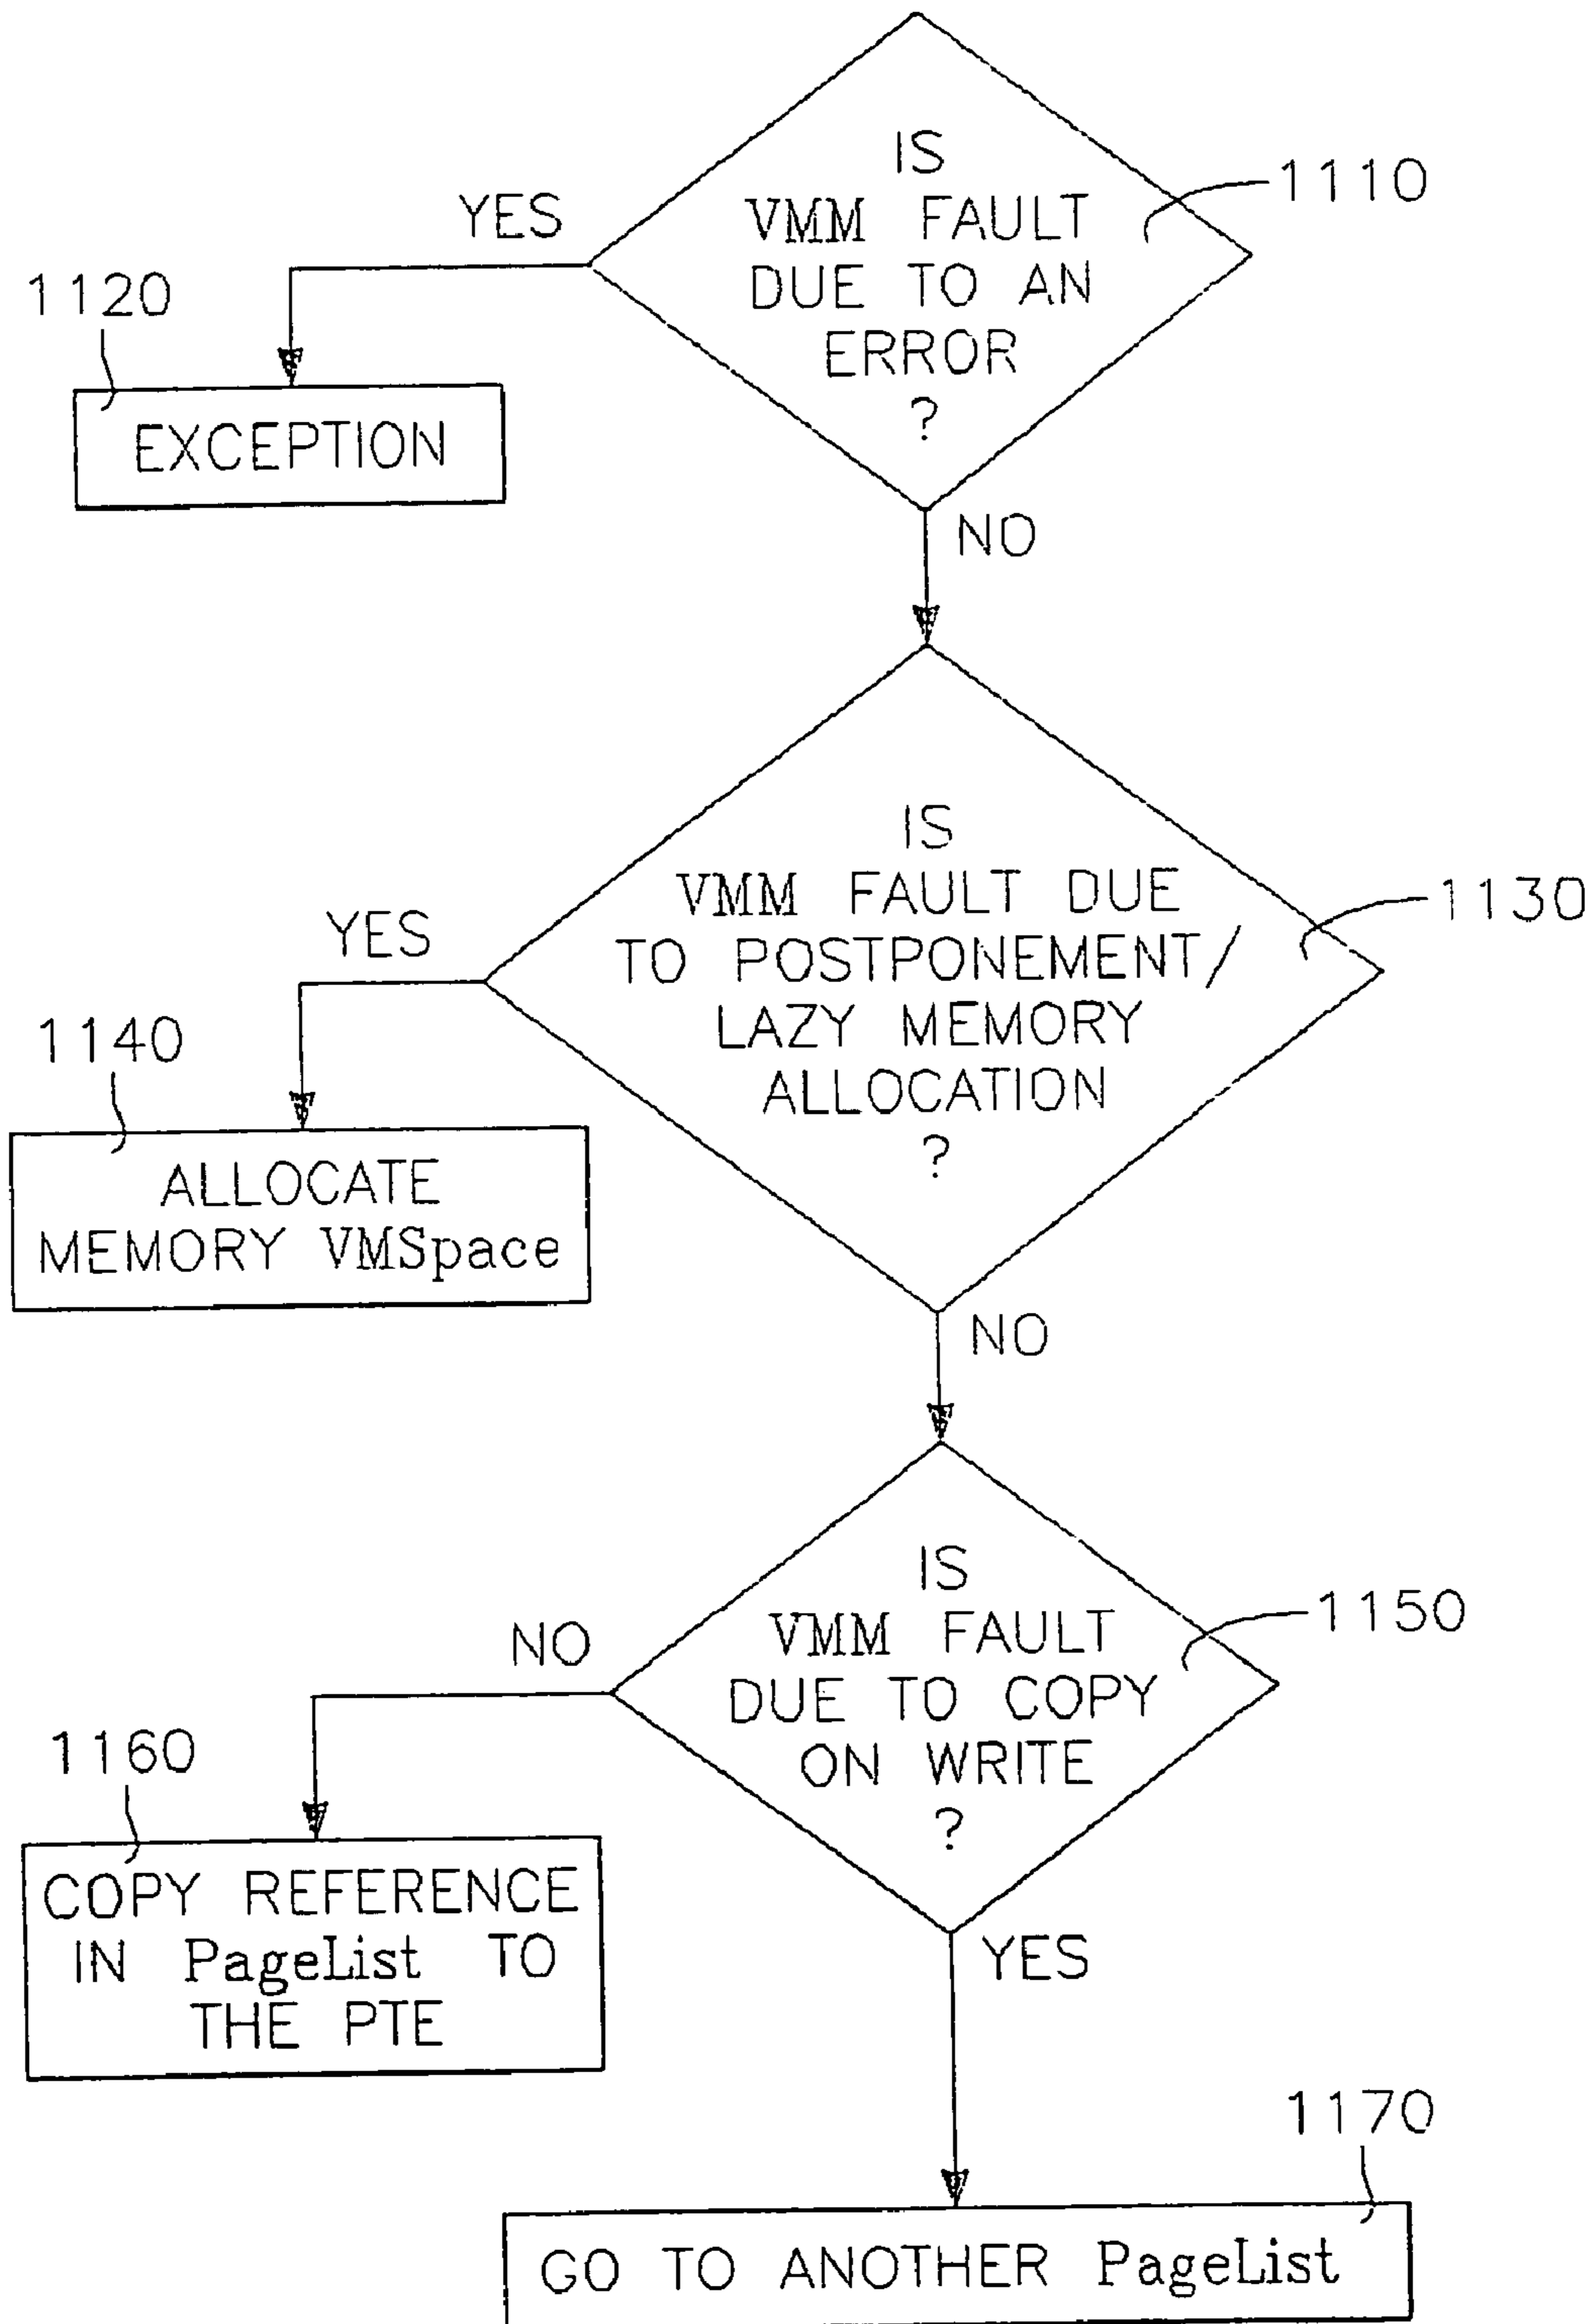 IS
VMM FAULT
DUE TO AN
ERROR
?
1110
YES
1120
EXCEPTION
NO
IS
VMM FAULT DUE
TO POSTPONEMENT/
LAZY MEMORY
ALLOCATION
?
1130
YES
1140
ALLOCATE
MEMORY VMSpace
NO
IS
VMM FAULT
DUE TO COPY
ON WRITE
?
1150
NO
1160
COPY REFERENCE
IN PageList TO
THE PTE
YES
1170
GO TO ANOTHER PageList